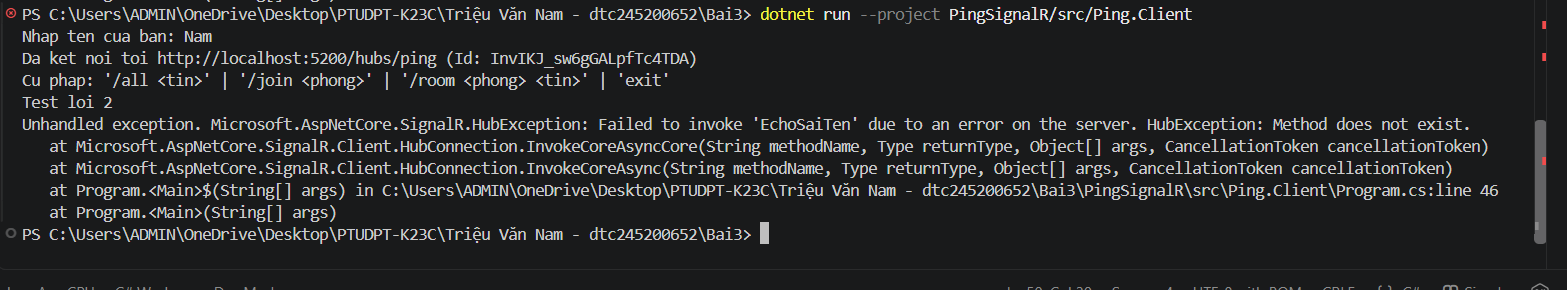 PS C:\Users\ADMIN\OneDrive\Desktop\PTUDPT-K23C\Triệu Văn Nam - dtc245200652\Bai3> dotnet run --project PingSignalR/src/Ping.Client
Nhap ten cua ban: Nam
Da ket noi toi http://localhost:5200/hubs/ping (Id: InvIKJ_sw6gGALpfTc4TDA)
Cu phap: '/all <tin>' | '/join <phong>' | '/room <phong> <tin>' | 'exit'
Test loi 2
Unhandled exception. Microsoft.AspNetCore.SignalR.HubException: Failed to invoke 'EchoSaiTen' due to an error on the server. HubException: Method does not exist.
at Microsoft.AspNetCore.SignalR.Client.HubConnection.InvokeCoreAsyncCore(String methodName, Type returnType, Object[] args, CancellationToken cancellationToken)
at Microsoft.AspNetCore.SignalR.Client.HubConnection.InvokeCoreAsync(String methodName, Type returnType, Object[] args, CancellationToken cancellationToken)
at Program.<Main>$(String[] args) in C:\Users\ADMIN\OneDrive\Desktop\PTUDPT-K23C\Triệu Văn Nam - dtc245200652\Bai3\PingSignalR\src\Ping.Client\Program.cs:line 46
at Program.<Main>(String[] args)
PS C:\Users\ADMIN\OneDrive\Desktop\PTUDPT-K23C\Triệu Văn Nam - dtc245200652\Bai3>